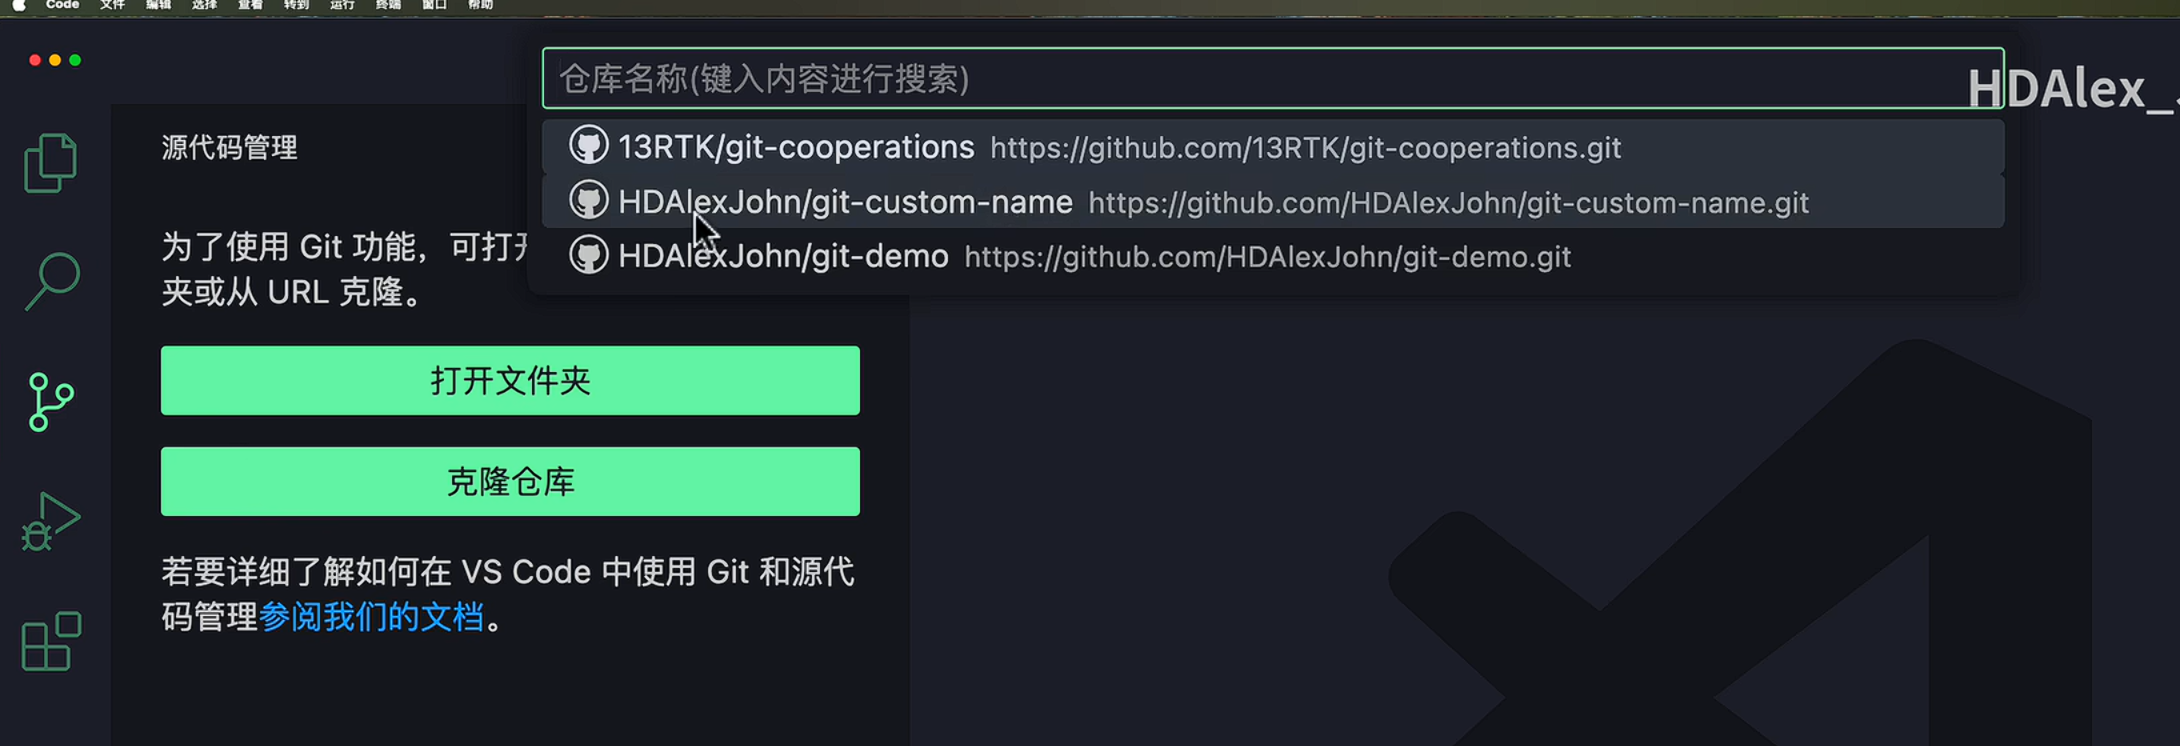 Code 文件 编辑 选择 查看 转到 运行 终端 窗口 帮助
仓库名称(键入内容进行搜索)
HDAlex_
13RTK/git-cooperations https://github.com/13RTK/git-cooperations.git
HDAlexJohn/git-custom-name https://github.com/HDAlexJohn/git-custom-name.git
HDAlexJohn/git-demo https://github.com/HDAlexJohn/git-demo.git
源代码管理
为了使用 Git 功能，可打开
夹或从 URL 克隆。
打开文件夹
克隆仓库
若要详细了解如何在 VS Code 中使用 Git 和源代
码管理参阅我们的文档。